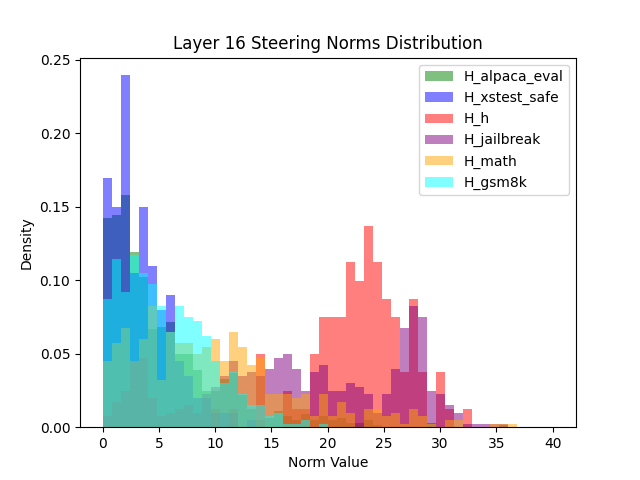 Layer 16 Steering Norms Distribution
0.25
0.20
0.15
0.10
0.05
0.00
Density
H_alpaca_eval
H_xstest_safe
H_h
H_jailbreak
H_math
H_gsm8k
0 5 10 15 20 25 30 35 40
Norm Value